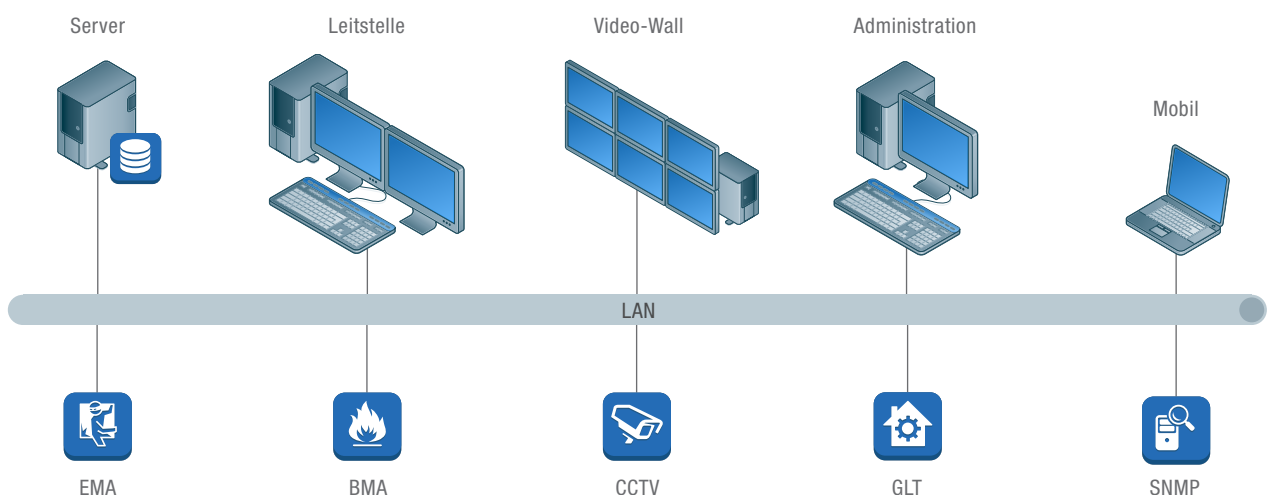 Server
Leitstelle
Video-Wall
Administration
Mobil
LAN
EMA
BMA
CCTV
GLT
SNMP